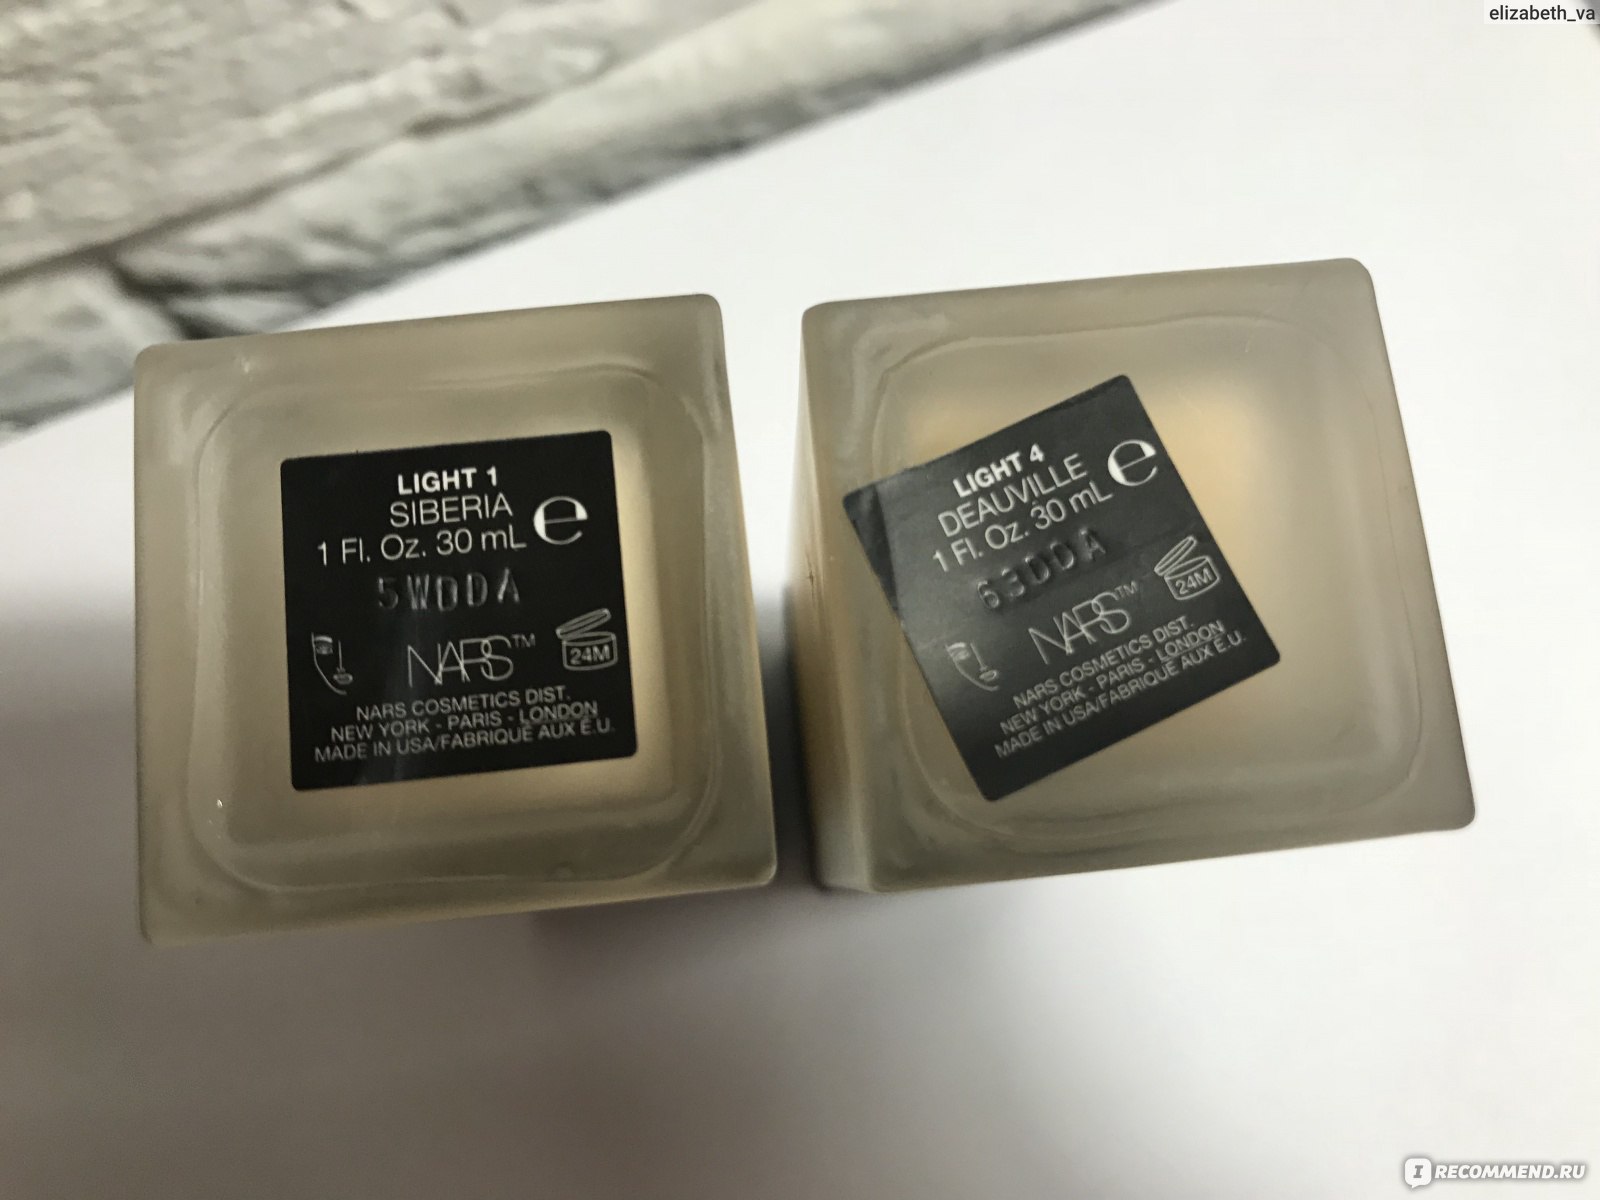 elizabeth_va
LIGHT 1
SIBERIA
1 Fl. Oz. 30 mL e
5WDDA
NARS™ 24M
NARS COSMETICS DIST.
NEW YORK - PARIS - LONDON
MADE IN USA/FABRIQUÉ AUX É.U.
LIGHT 4
DEAUVILLE
1 Fl. Oz. 30 mL e
63DDA
NARS™ 24M
NARS COSMETICS DIST.
NEW YORK - PARIS - LONDON
MADE IN USA/FABRIQUÉ AUX É.U.
I RECOMMEND.RU